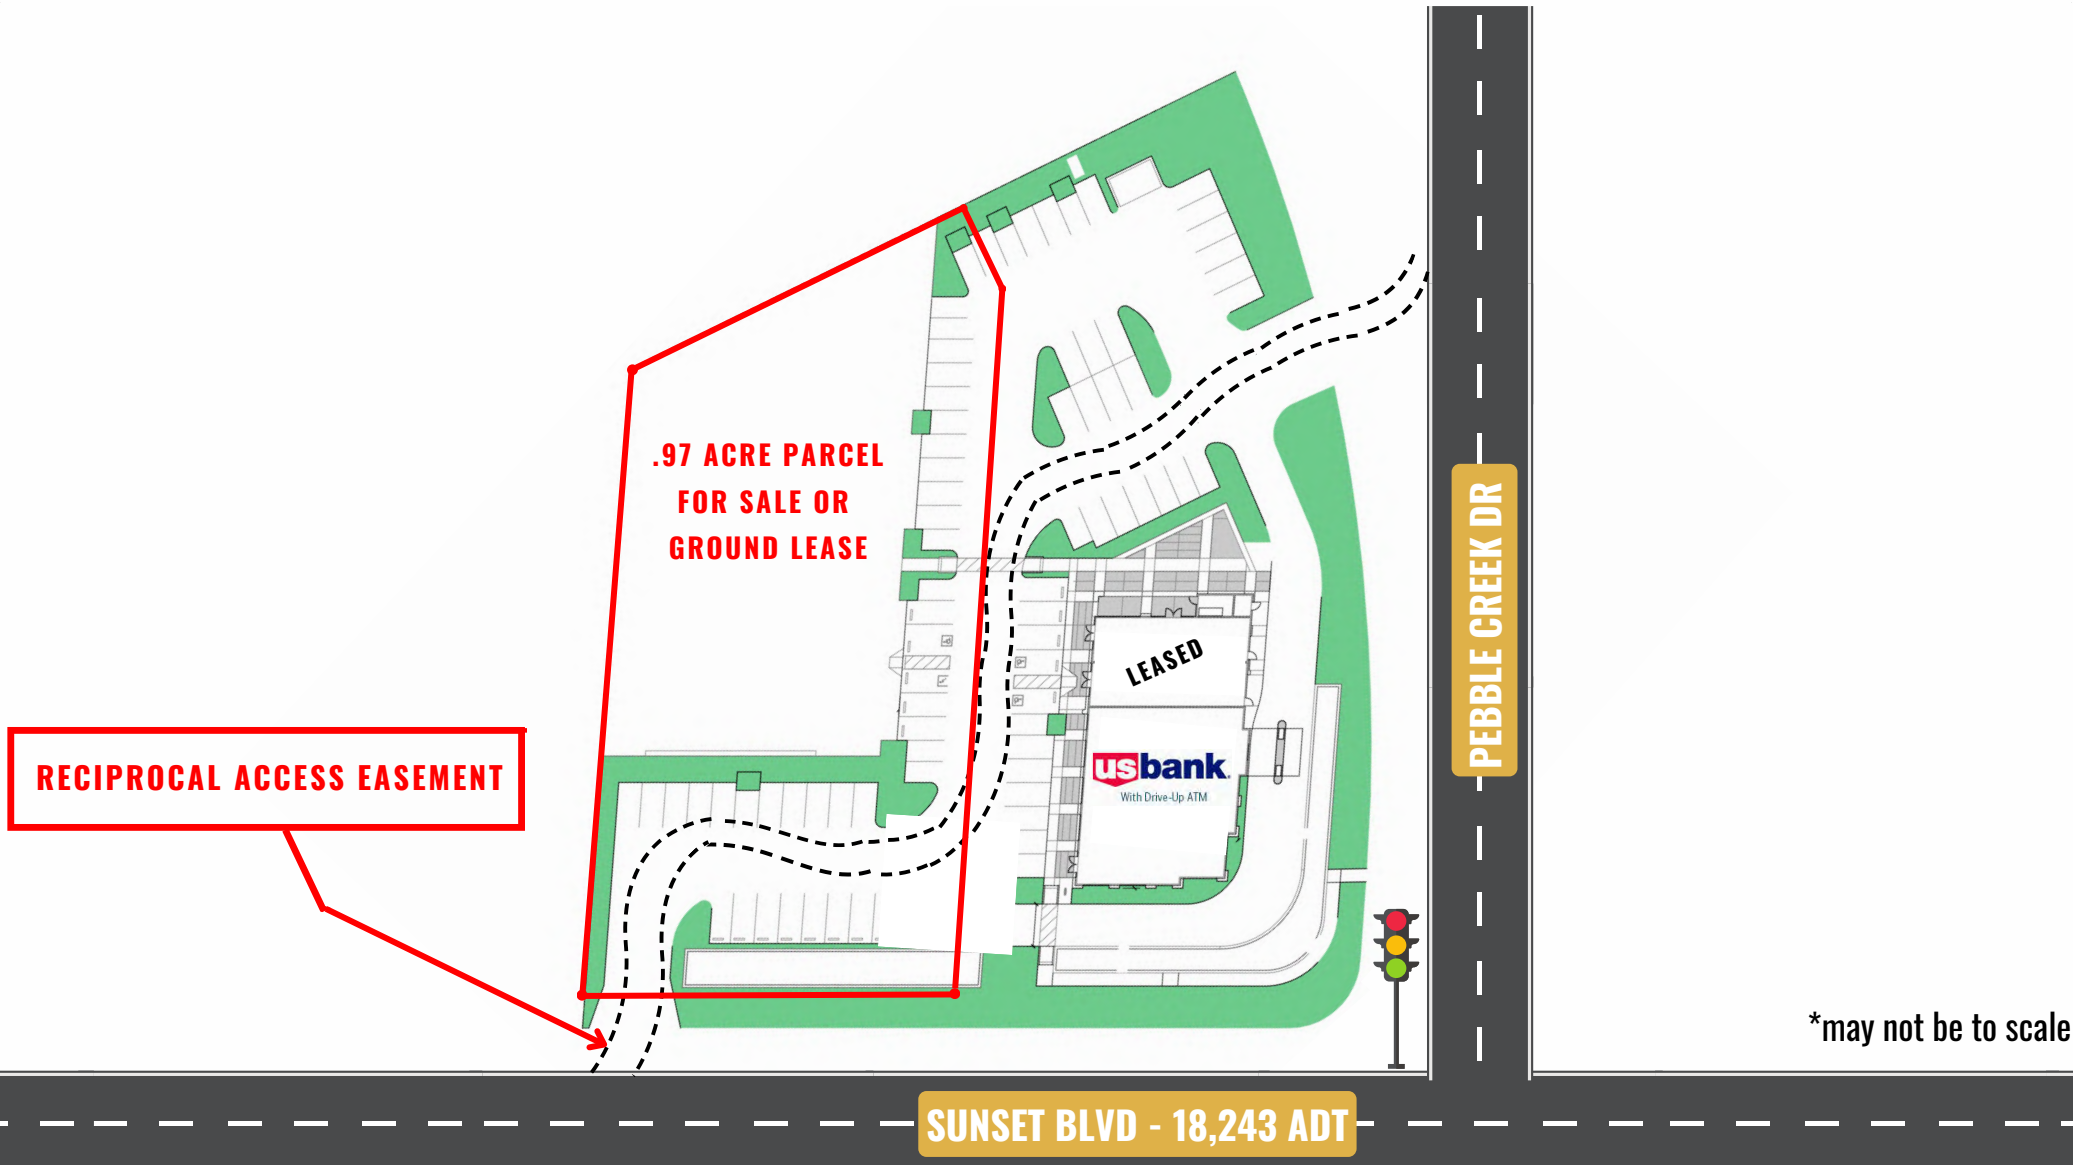 .97 ACRE PARCEL
FOR SALE OR
GROUND LEASE
RECIPROCAL ACCESS EASEMENT
LEASED
usbank.
With Drive-Up ATM
PEBBLE CREEK DR
*may not be to scale
SUNSET BLVD - 18,243 ADT